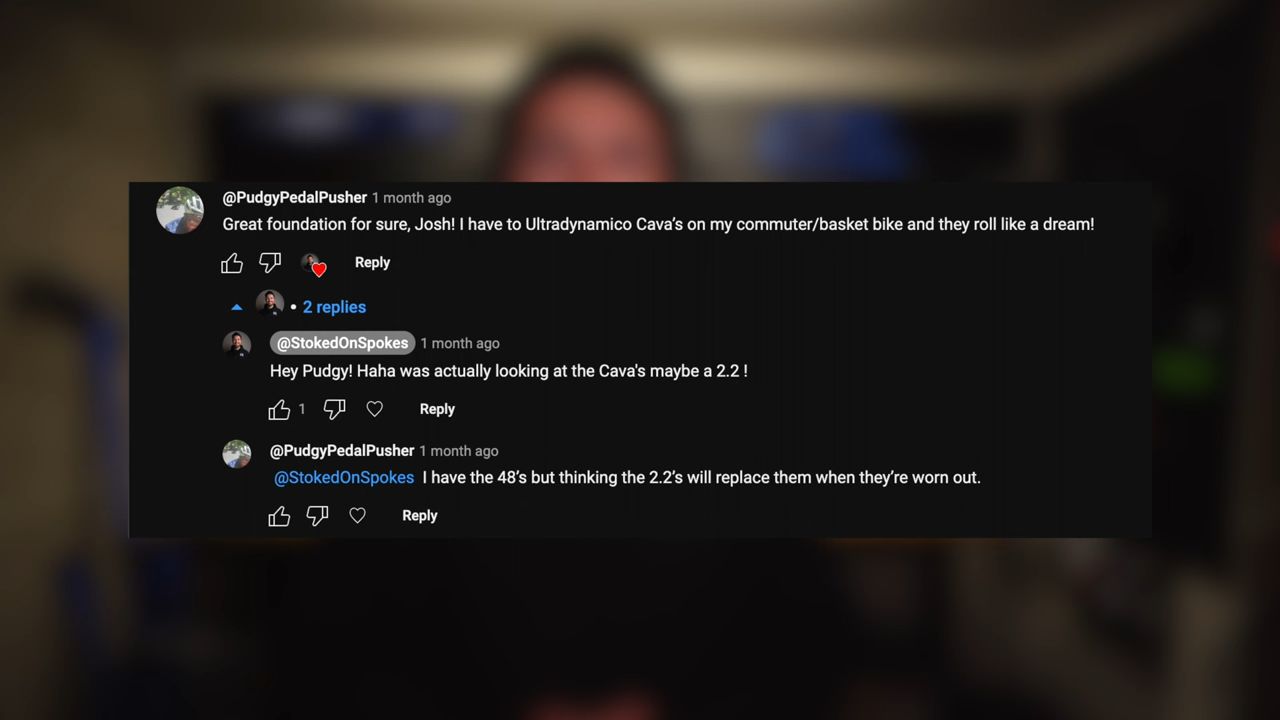 @PudgyPedalPusher 1 month ago
Great foundation for sure, Josh! I have to Ultradynamico Cava’s on my commuter/basket bike and they roll like a dream!
Reply
• 2 replies
@StokedOnSpokes 1 month ago
Hey Pudgy! Haha was actually looking at the Cava's maybe a 2.2 !
1 Reply
@PudgyPedalPusher 1 month ago
@StokedOnSpokes I have the 48’s but thinking the 2.2’s will replace them when they’re worn out.
Reply